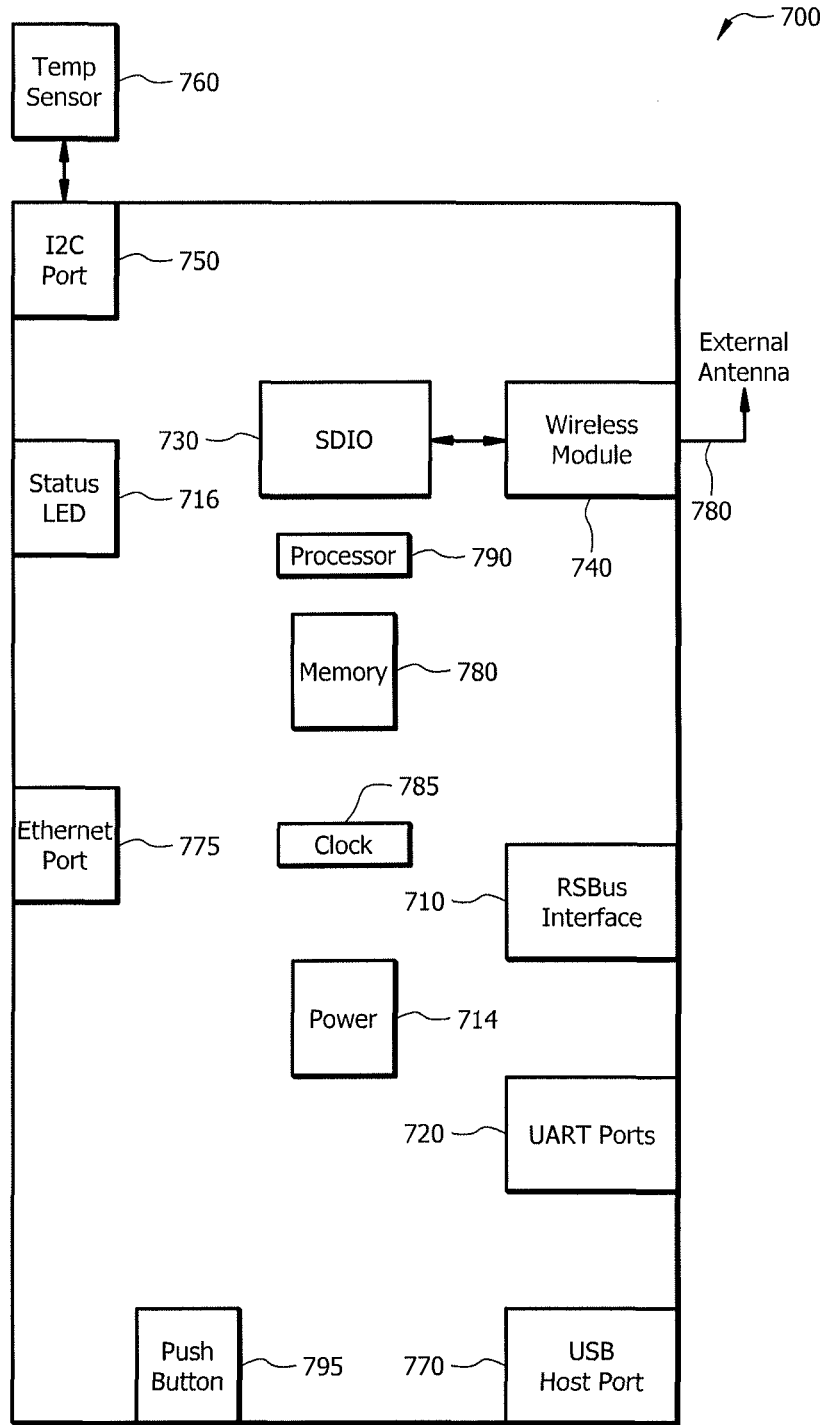 700
Temp
Sensor
760
I2C
Port
750
External
Antenna
730
SDIO
Wireless
Module
780
740
Status
LED
716
Processor
790
Memory
780
785
Clock
Ethernet
Port
775
710
RSBus
Interface
Power
714
720
UART Ports
Push
Button
795
770
USB
Host Port